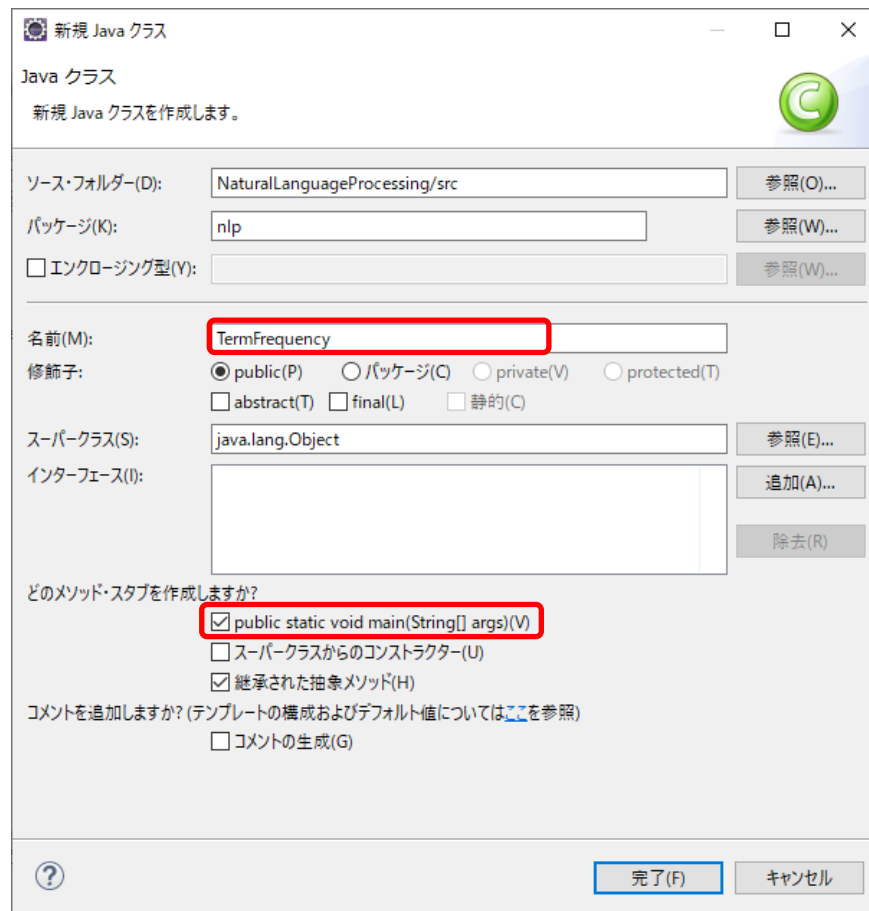 新規 Java クラス
Java クラス
新規 Java クラスを作成します。
ソース・フォルダー(D): NaturalLanguageProcessing/src 参照(O)...
パッケージ(K): nlp 参照(W)...
エンクロージング型(Y): 参照(W)...
名前(M): TermFrequency
修飾子: public(P) パッケージ(C) private(V) protected(T)
abstract(T) final(L) 静的(C)
スーパークラス(S): java.lang.Object 参照(E)...
インターフェース(I): 追加(A)...
除去(R)
どのメソッド・スタブを作成しますか?
public static void main(String[] args)(V)
スーパークラスからのコンストラクター(U)
継承された抽象メソッド(H)
コメントを追加しますか? (テンプレートの構成およびデフォルト値についてはここを参照)
コメントの生成(G)
完了(F) キャンセル